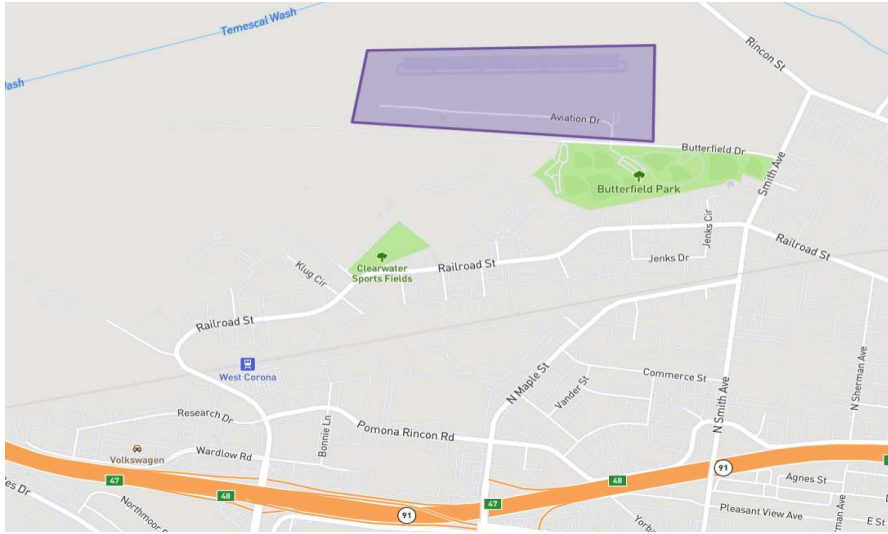 Temescal Wash
Rincon St
Wash
Aviation Dr
Butterfield Dr
Smith Ave
Butterfield Park
Jenks Cir
Railroad St
Jenks Dr
Railroad St
Clearwater
Sports Fields
Klug Cir
Railroad St
West Corona
N Maple St
Commerce St
Vander St
N Smith Ave
N Sherman Ave
Research Dr
Bonnie Ln
Pomona Rincon Rd
Volkswagen
Wardlow Rd
91
47
48
48
47
91
Agnes St
Northmoor
Pleasant View Ave
E St